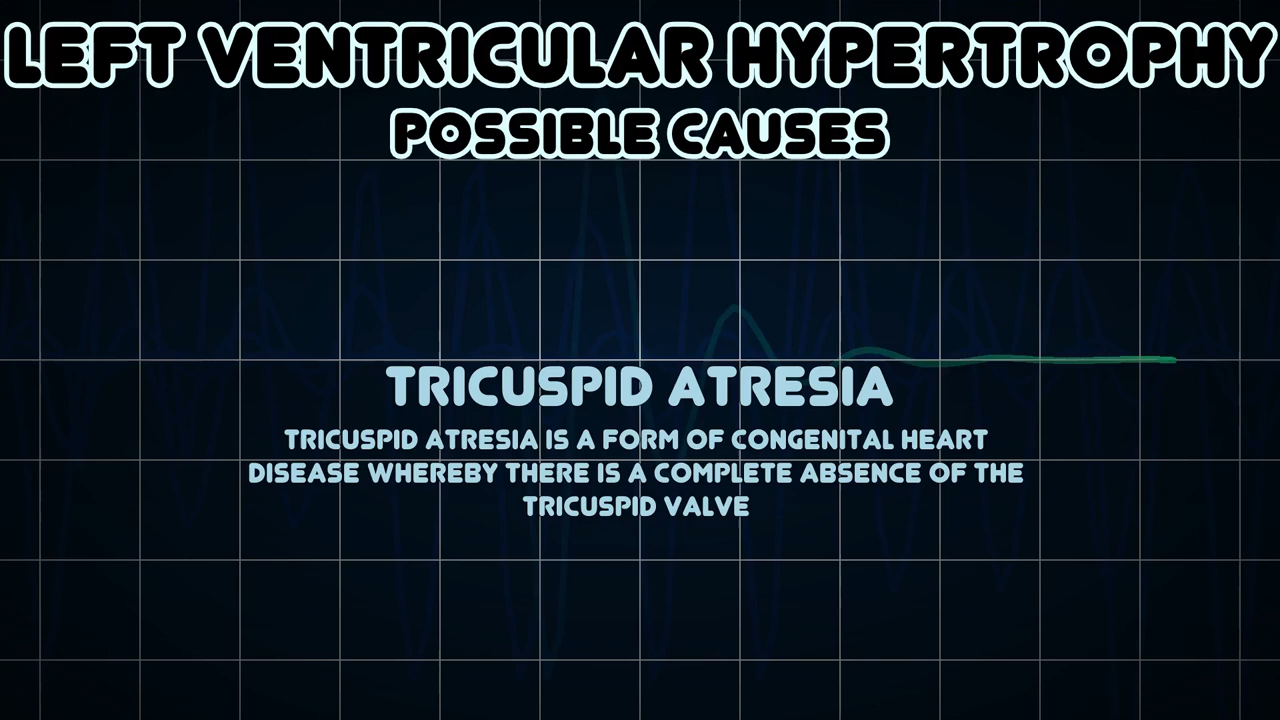 LEFT VENTRICULAR HYPERTROPHY
POSSIBLE CAUSES
TRICUSPID ATRESIA
TRICUSPID ATRESIA IS A FORM OF CONGENITAL HEART
DISEASE WHEREBY THERE IS A COMPLETE ABSENCE OF THE
TRICUSPID VALVE